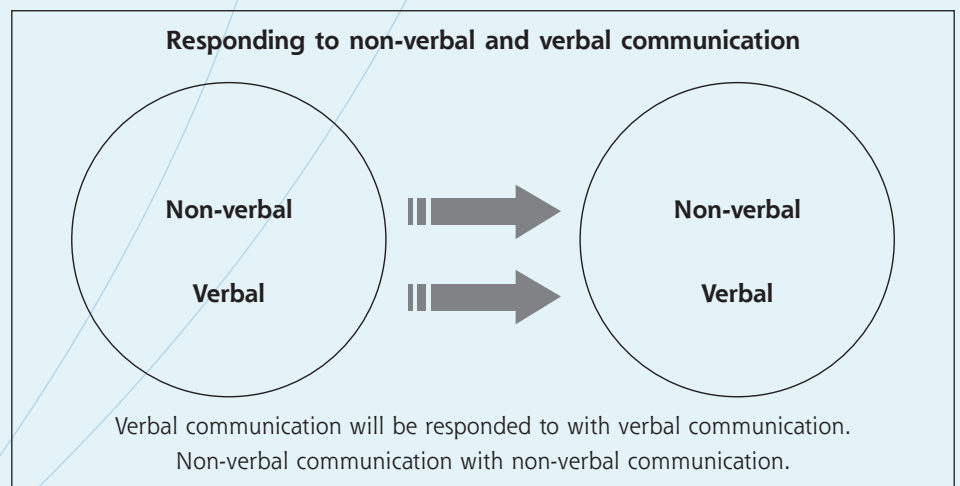 Responding to non-verbal and verbal communication
Non-verbal
Non-verbal
Verbal
Verbal
Verbal communication will be responded to with verbal communication.
Non-verbal communication with non-verbal communication.